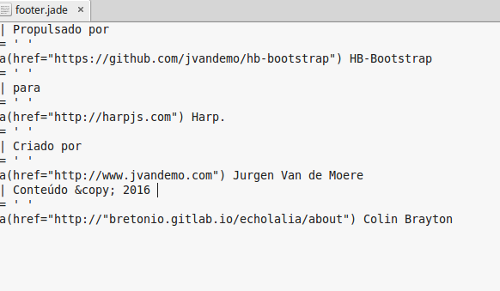 footer.jade ×
| Propulsado por
= ' '
a(href="https://github.com/jvandemo/hb-bootstrap") HB-Bootstrap
= ' '
| para
= ' '
a(href="http://harpjs.com") Harp.
= ' '
| Criado por
= ' '
a(href="http://www.jvandemo.com") Jurgen Van de Moere
| Conteúdo &copy; 2016
= ' '
a(href="http://"bretonio.gitlab.io/echolalia/about") Colin Brayton